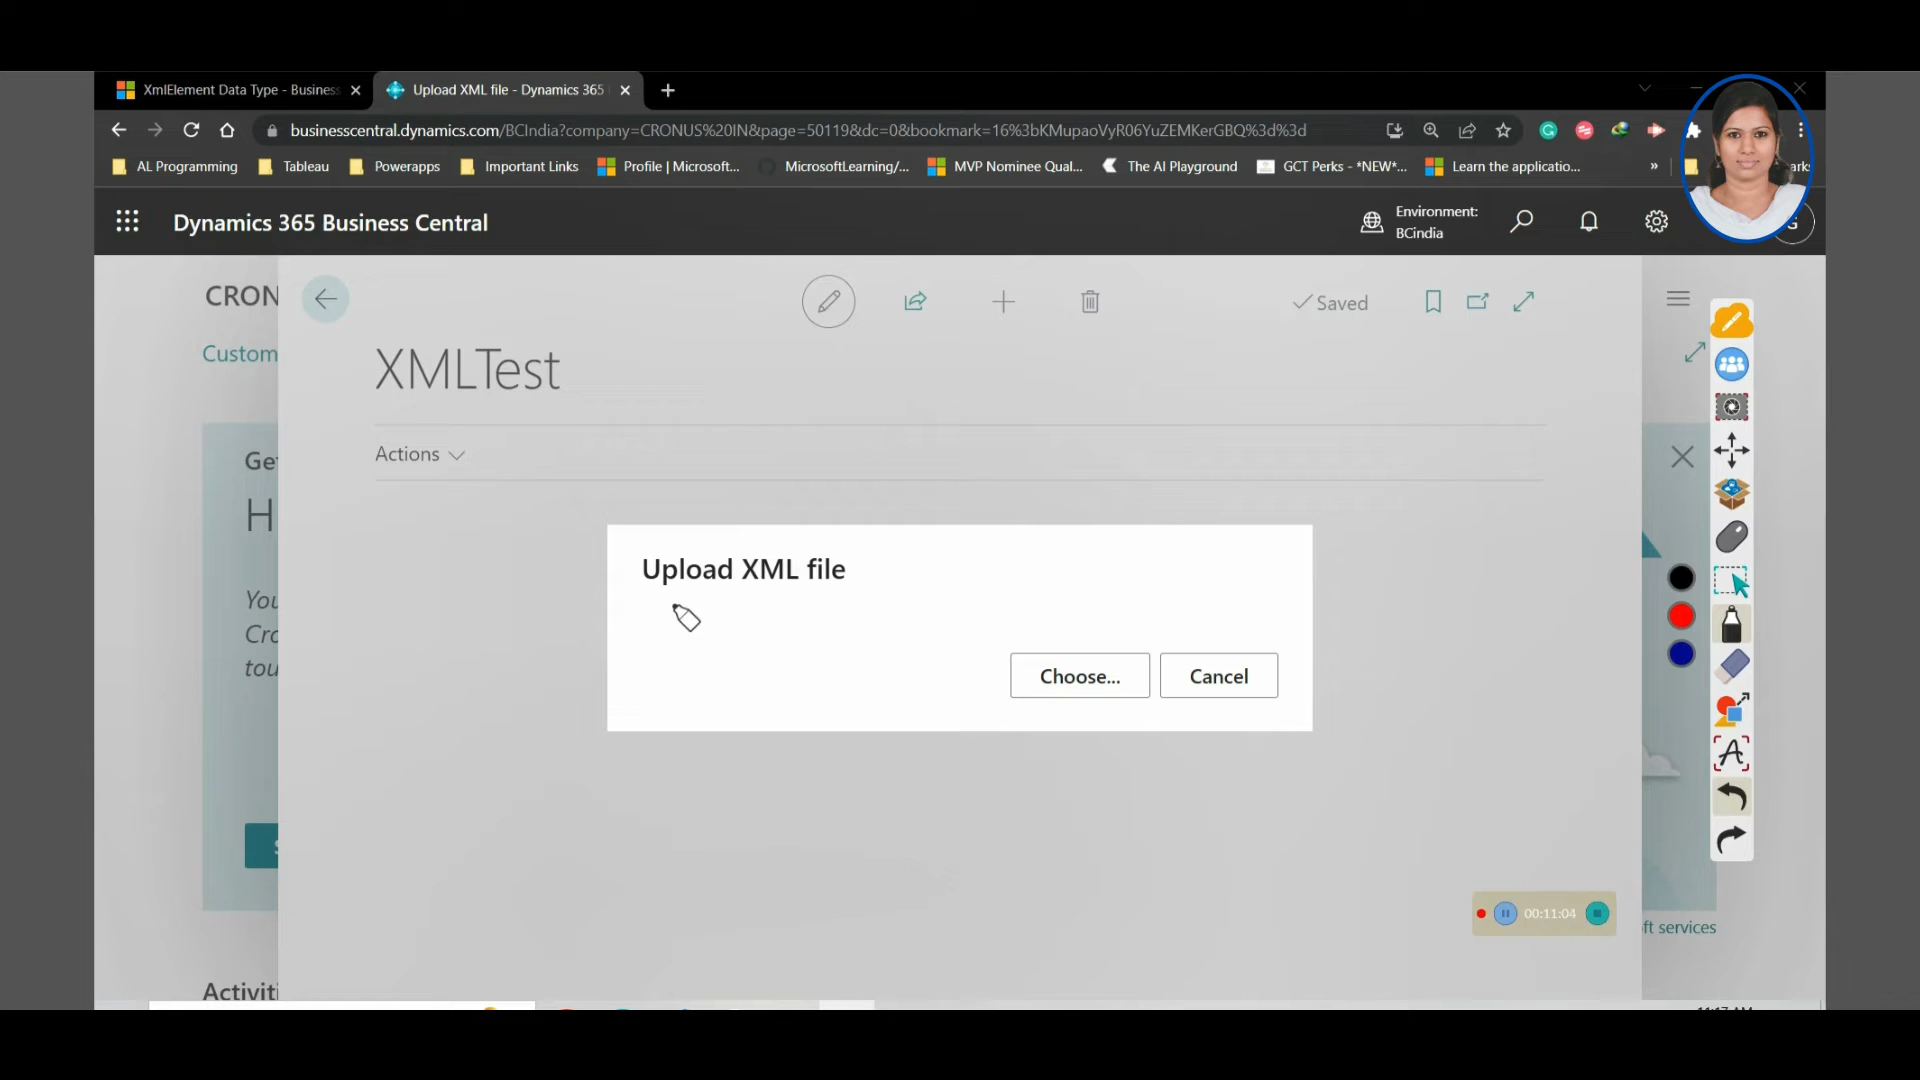 XmlElement Data Type - Business
Upload XML file - Dynamics 365
businesscentral.dynamics.com/BCIndia?company=CRONUS%20IN&page=50119&dc=0&bookmark=16%3bKMupaoVyR06YuZEMKerGBQ%3d%3d
AL Programming
Tableau
Powerapps
Important Links
Profile | Microsoft...
MicrosoftLearning/...
MVP Nominee Qual...
The AI Playground
GCT Perks - *NEW*...
Learn the applicatio...
»
arks
Dynamics 365 Business Central
Environment:
BCindia
G
CRON
Saved
Custom
XMLTest
Actions
Get
H
You
Cro
tou
Upload XML file
Choose...
Cancel
00:11:04
ft services
Activiti